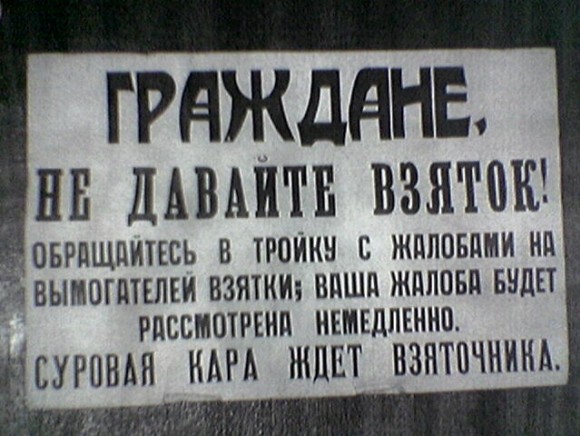 ГРАЖДАНЕ,
НЕ ДАВАЙТЕ ВЗЯТОК!
ОБРАЩАЙТЕСЬ В ТРОЙКУ С ЖАЛОБАМИ НА
ВЫМОГАТЕЛЕЙ ВЗЯТКИ; ВАША ЖАЛОБА БУДЕТ
РАССМОТРЕНА НЕМЕДЛЕННО.
СУРОВАЯ КАРА ЖДЕТ ВЗЯТОЧНИКА.